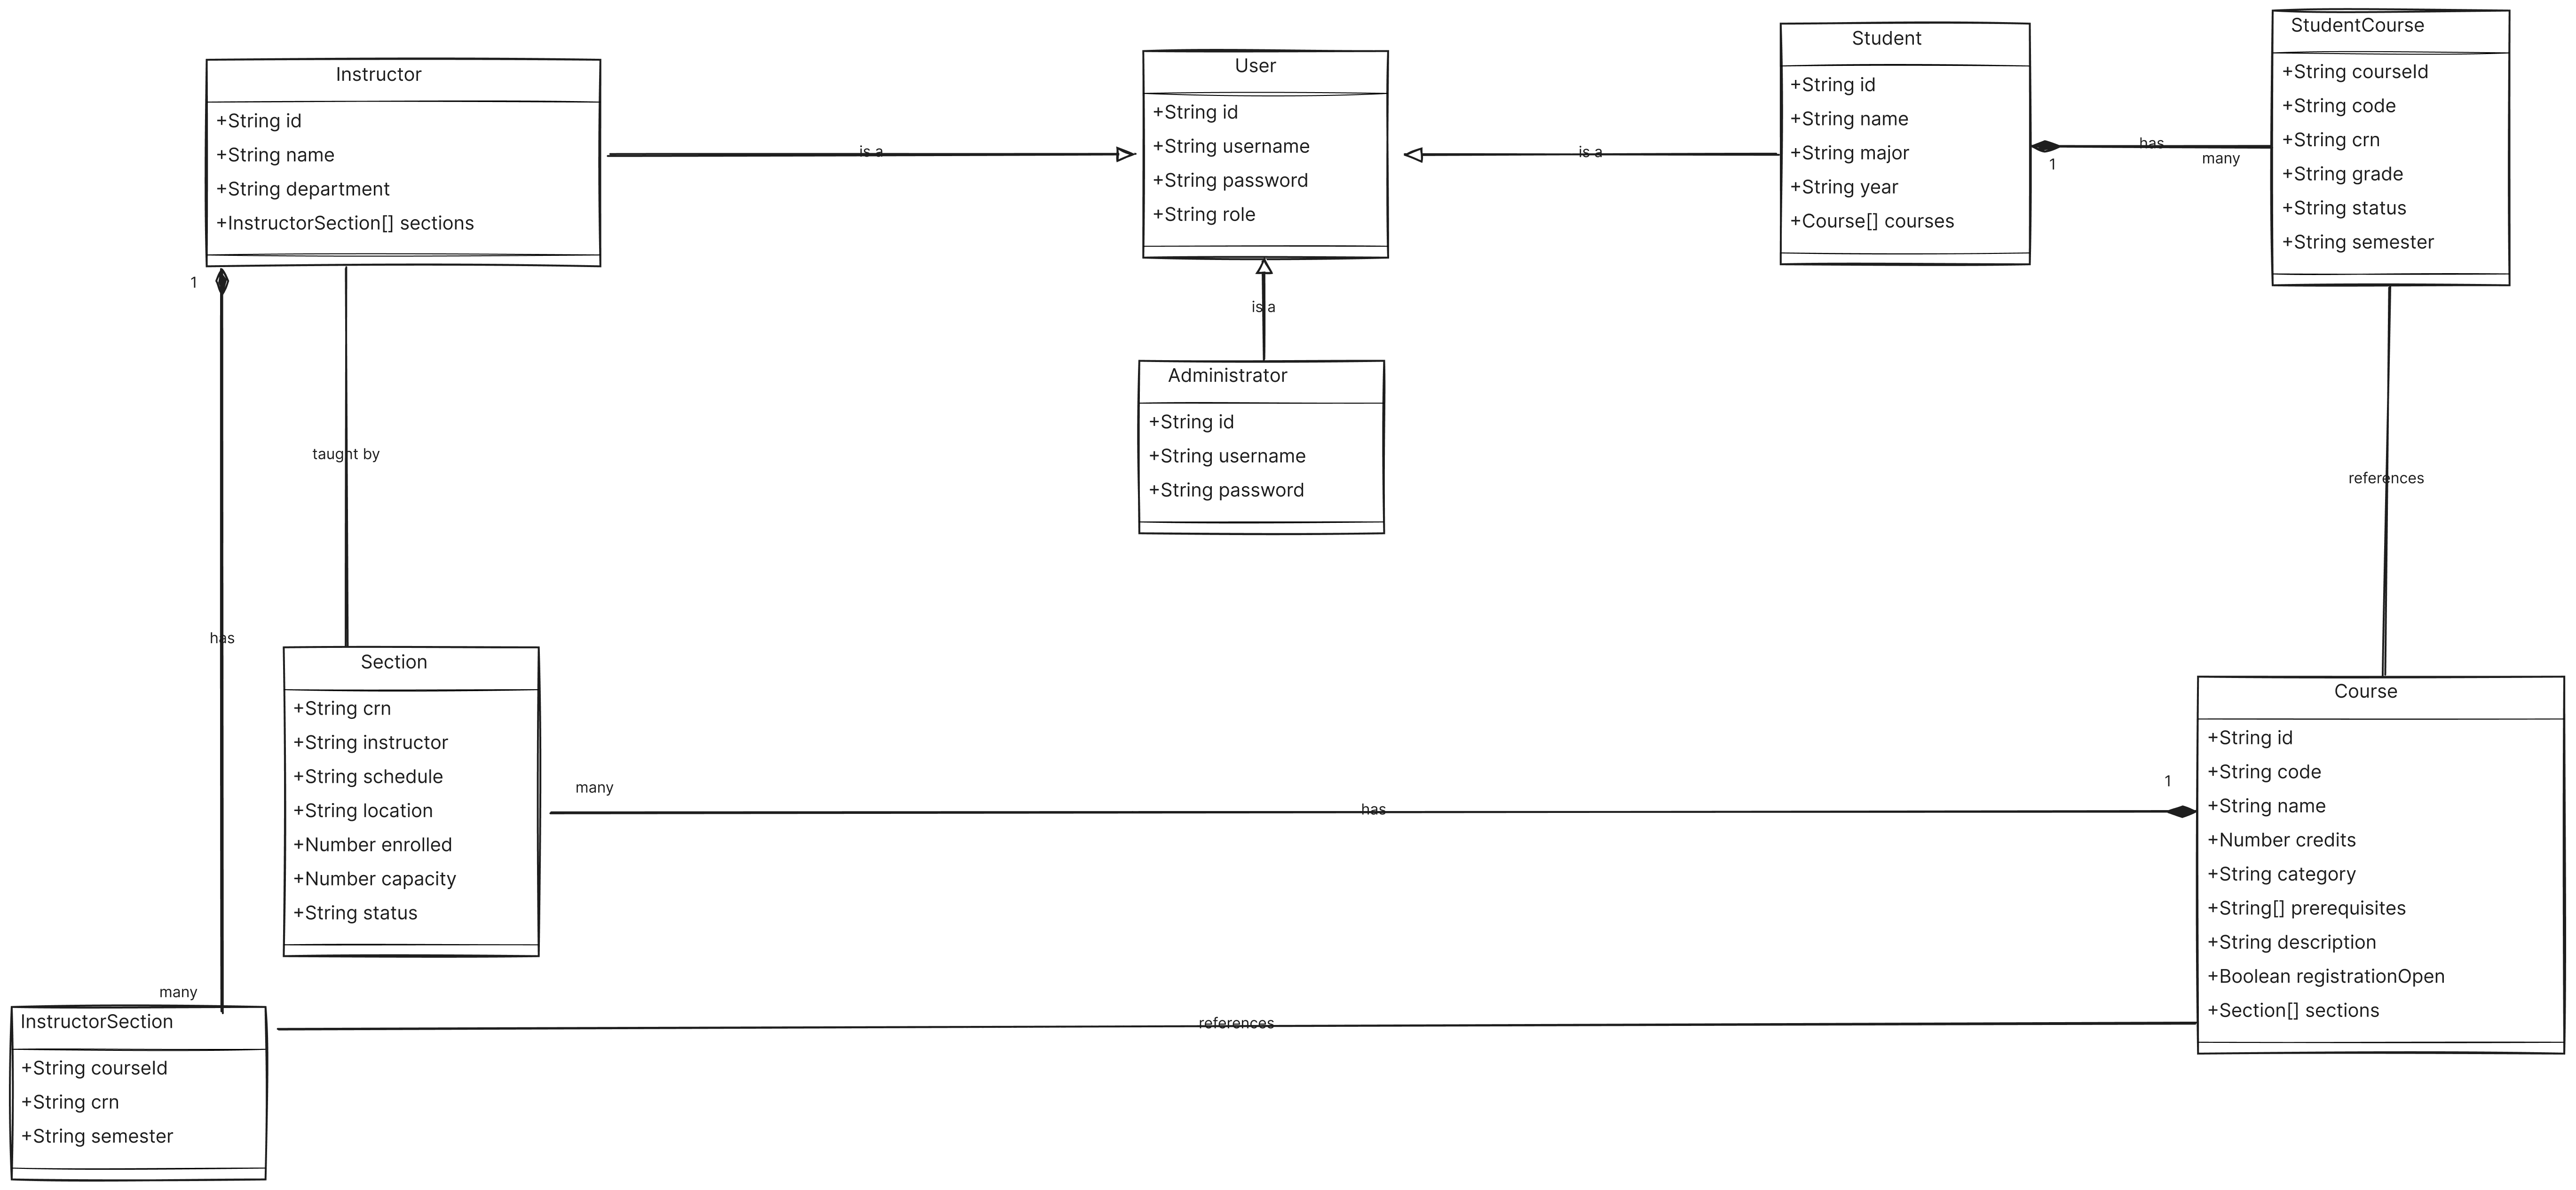 Instructor
+String id
+String name
+String department
+InstructorSection[] sections
is a
User
+String id
+String username
+String password
+String role
is a
Student
+String id
+String name
+String major
+String year
+Course[] courses
1
has
many
StudentCourse
+String courseId
+String code
+String crn
+String grade
+String status
+String semester
1
is a
Administrator
+String id
+String username
+String password
taught by
references
has
Section
+String crn
+String instructor
+String schedule
+String location
+Number enrolled
+Number capacity
+String status
many
has
1
Course
+String id
+String code
+String name
+Number credits
+String category
+String[] prerequisites
+String description
+Boolean registrationOpen
+Section[] sections
many
InstructorSection
+String courseId
+String crn
+String semester
references